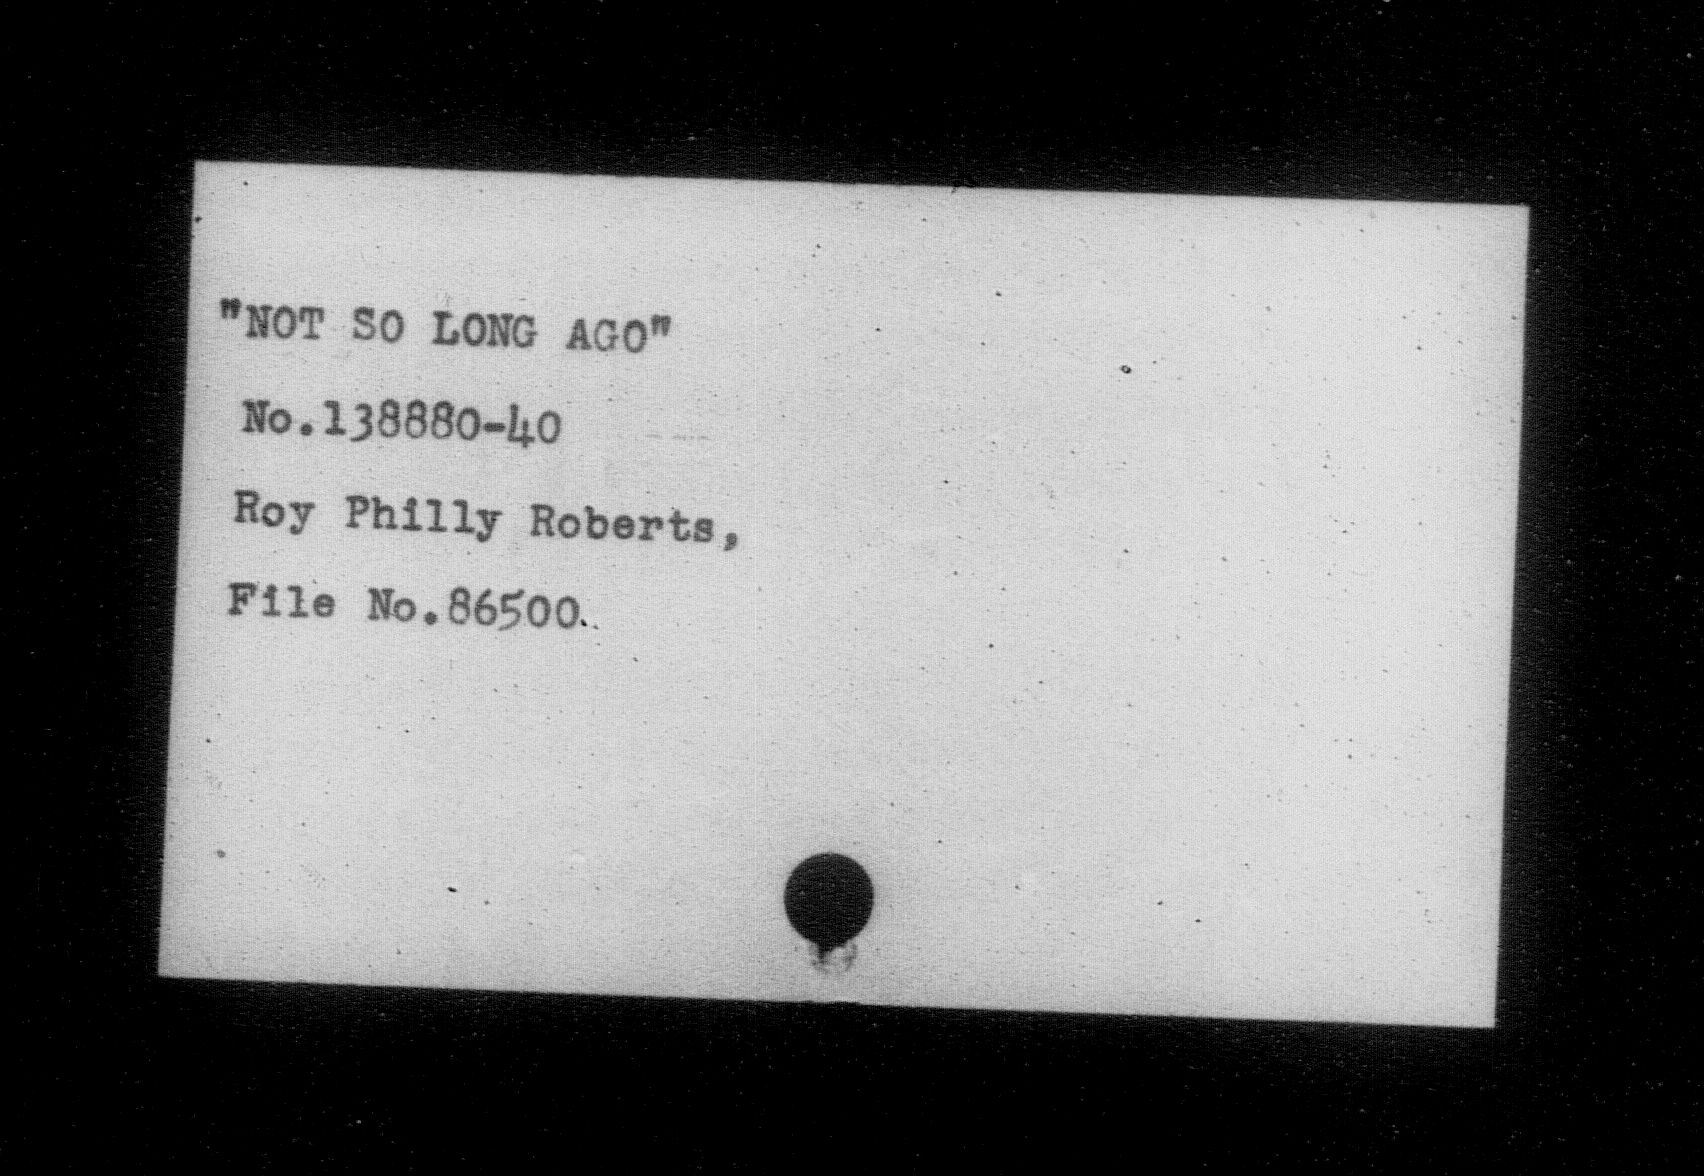 "NOT SO LONG AGO"
No.138880-40
Roy Philly Roberts,
File No.86500.